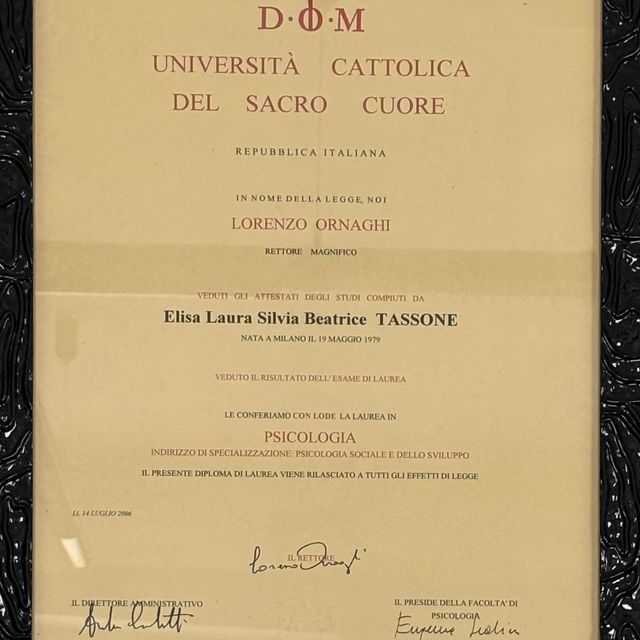 D·O·M
UNIVERSITÀ CATTOLICA
DEL SACRO CUORE
REPUBBLICA ITALIANA
IN NOME DELLA LEGGE, NOI
LORENZO ORNAGHI
RETTORE MAGNIFICO
VEDUTI GLI ATTESTATI DEGLI STUDI COMPIUTI DA
Elisa Laura Silvia Beatrice TASSONE
NATA A MILANO IL 19 MAGGIO 1979
VEDUTO IL RISULTATO DELL'ESAME DI LAUREA
LE CONFERIAMO CON LODE LA LAUREA IN
PSICOLOGIA
INDIRIZZO DI SPECIALIZZAZIONE: PSICOLOGIA SOCIALE E DELLO SVILUPPO
IL PRESENTE DIPLOMA DI LAUREA VIENE RILASCIATO A TUTTI GLI EFFETTI DI LEGGE
Lì, 14 LUGLIO 2006
IL RETTORE
Lorenzo Ornaghi
IL DIRETTORE AMMINISTRATIVO
IL PRESIDE DELLA FACOLTA' DI
PSICOLOGIA